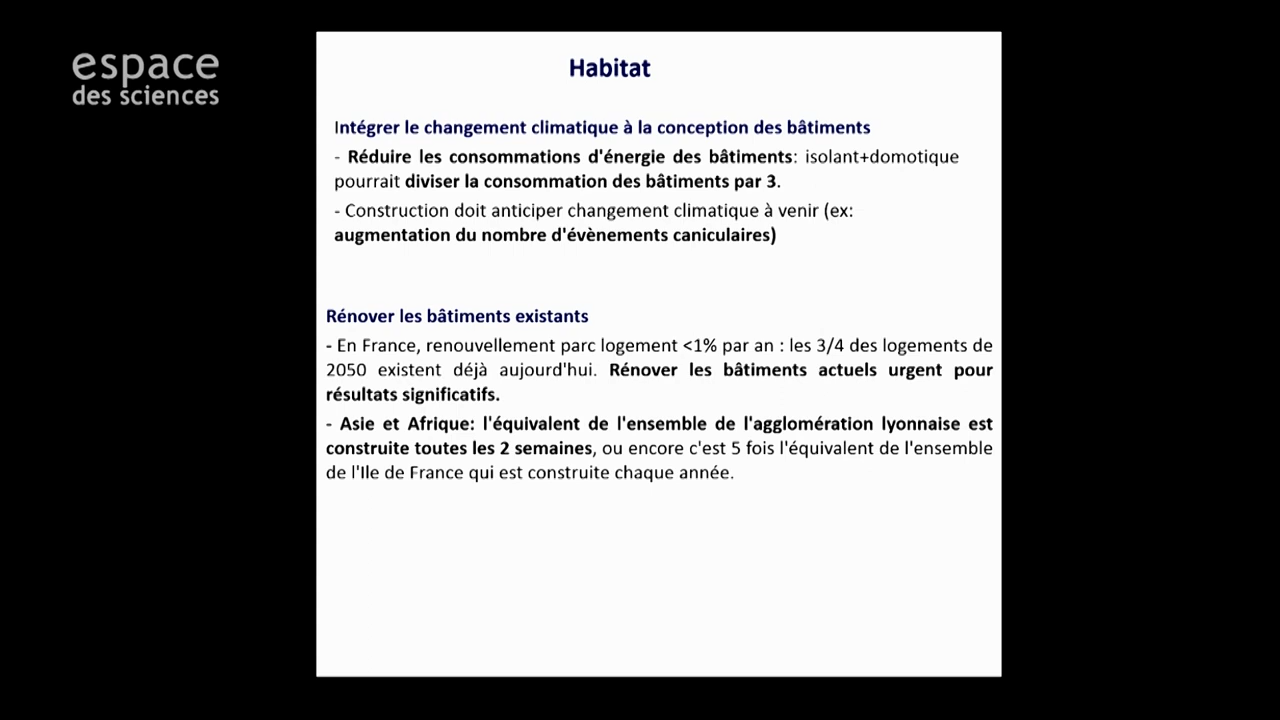 espace
des sciences
Habitat
Intégrer le changement climatique à la conception des bâtiments
- Réduire les consommations d'énergie des bâtiments: isolant+domotique
pourrait diviser la consommation des bâtiments par 3.
- Construction doit anticiper changement climatique à venir (ex:
augmentation du nombre d'évènements caniculaires)
Rénover les bâtiments existants
- En France, renouvellement parc logement <1% par an : les 3/4 des logements de
2050 existent déjà aujourd'hui. Rénover les bâtiments actuels urgent pour
résultats significatifs.
- Asie et Afrique: l'équivalent de l'ensemble de l'agglomération lyonnaise est
construite toutes les 2 semaines, ou encore c'est 5 fois l'équivalent de l'ensemble
de l'Ile de France qui est construite chaque année.